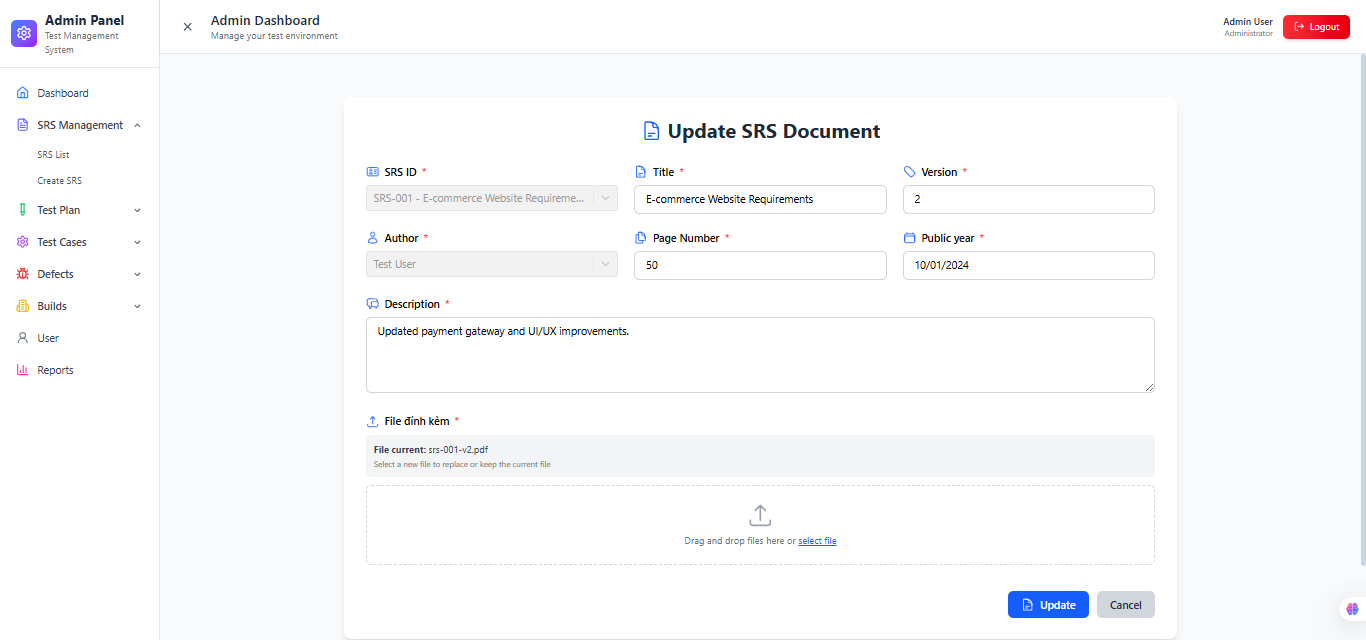 Admin Panel
Test Management
System
Dashboard
SRS Management
SRS List
Create SRS
Test Plan
Test Cases
Defects
Builds
User
Reports
Admin Dashboard
Manage your test environment
Admin User
Administrator
Logout
Update SRS Document
SRS ID *
SRS-001 - E-commerce Website Requireme...
Title *
E-commerce Website Requirements
Version *
2
Author *
Test User
Page Number *
50
Public year *
10/01/2024
Description *
Updated payment gateway and UI/UX improvements.
File đính kèm *
File current: srs-001-v2.pdf
Select a new file to replace or keep the current file
Drag and drop files here or select file
Update
Cancel